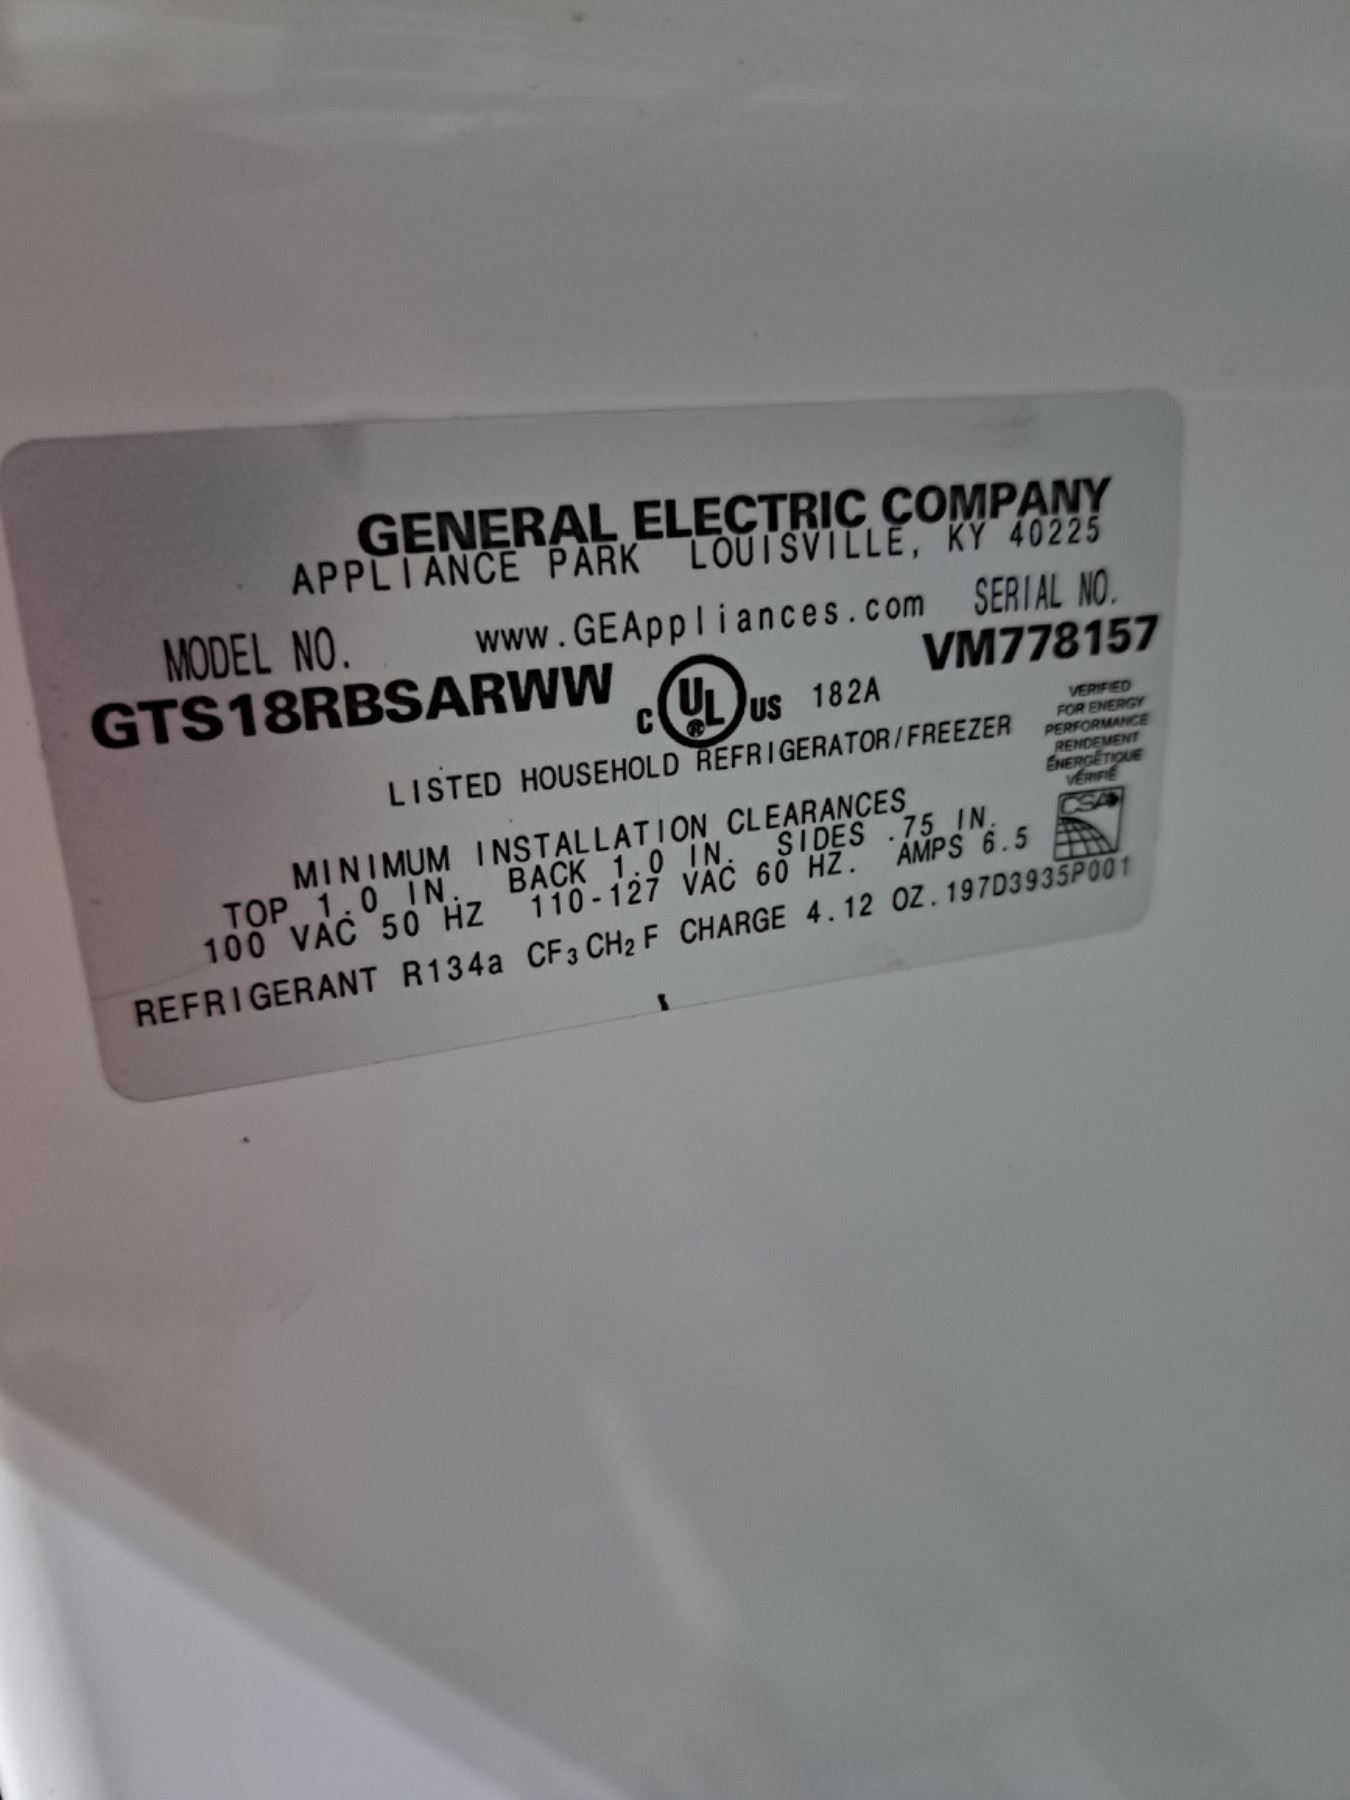 GENERAL ELECTRIC COMPANY
APPLIANCE PARK LOUISVILLE, KY 40225
www.GEAppliances.com
MODEL NO.
SERIAL NO.
GTS18RBSARWW
VM778157
C UL ® US 182A
LISTED HOUSEHOLD REFRIGERATOR/FREEZER
VERIFIED
FOR ENERGY
PERFORMANCE
RENDEMENT
ÉNERGÉTIQUE
VÉRIFIÉ
CSA
MINIMUM INSTALLATION CLEARANCES
TOP 1.0 IN. BACK 1.0 IN. SIDES .75 IN.
100 VAC 50 HZ 110-127 VAC 60 HZ. AMPS 6.5
REFRIGERANT R134a CF3CH2F CHARGE 4.12 OZ. 197D3935P001